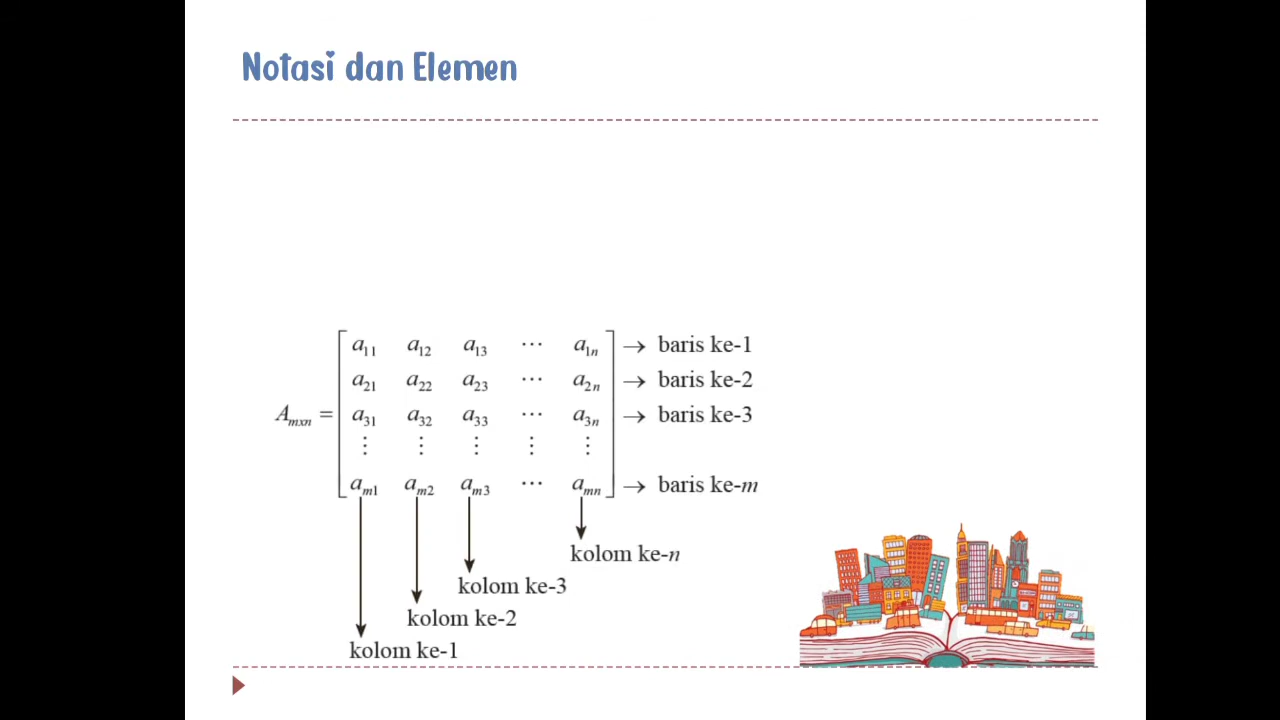 Notasi dan Elemen
a₁₁ a₁₂ a₁₃ ⋯ a₁ₙ → baris ke-1
a₂₁ a₂₂ a₂₃ ⋯ a₂ₙ → baris ke-2
Aₘₓₙ = a₃₁ a₃₂ a₃₃ ⋯ a₃ₙ → baris ke-3
⋮ ⋮ ⋮ ⋮ ⋮
aₘ₁ aₘ₂ aₘ₃ ⋯ aₘₙ → baris ke-m
kolom ke-n
kolom ke-3
kolom ke-2
kolom ke-1